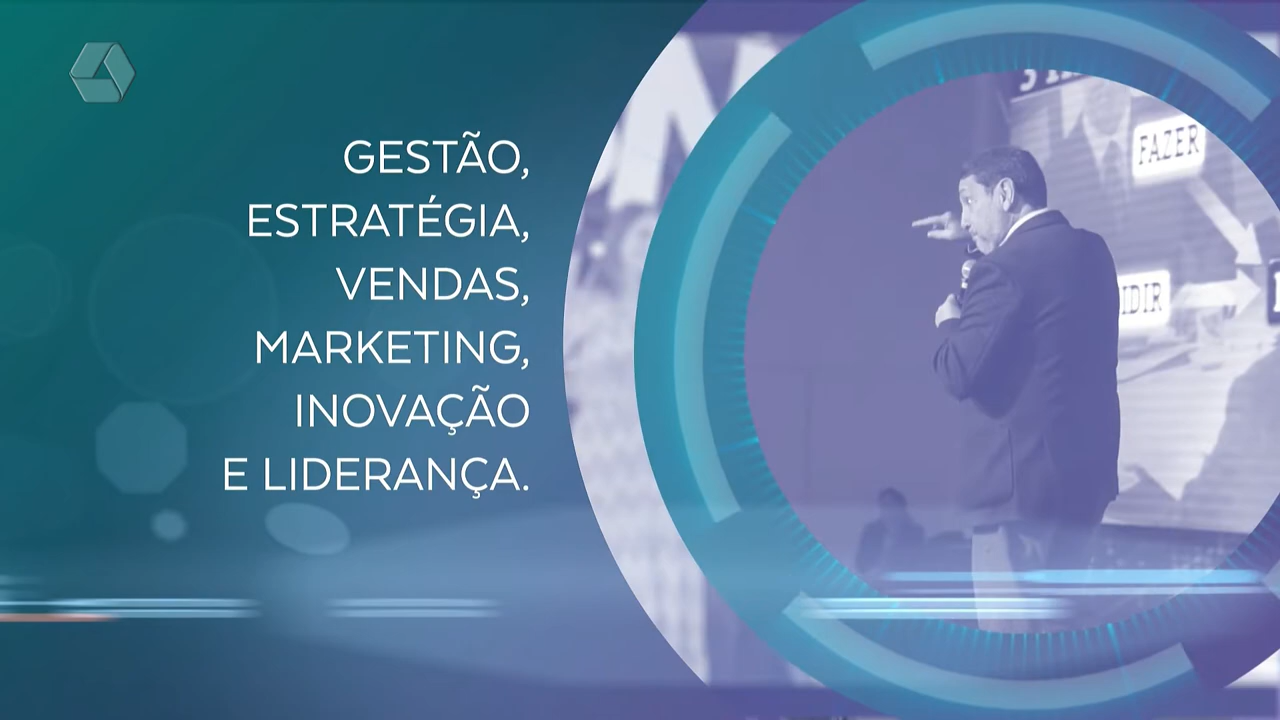 GESTÃO,
ESTRATÉGIA,
VENDAS,
MARKETING,
INOVAÇÃO
E LIDERANÇA.
FAZER